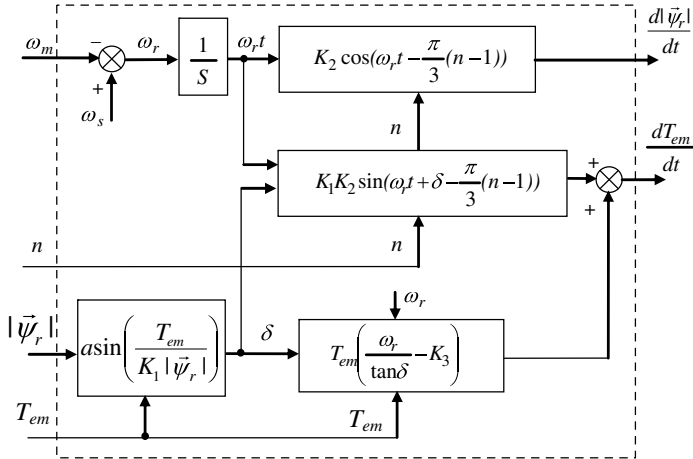 ω_m
−
ω_r
+
ω_s
1/S
ω_r t
K_2 cos(ω_r t − π/3 (n−1))
d|ψ⃗_r|/dt
n
K_1K_2 sin(ω_r t + δ − π/3 (n−1))
+
+
dT_em/dt
n
n
ω_r
|ψ⃗_r|
asin(T_em/(K_1 |ψ⃗_r|))
δ
T_em(ω_r/tanδ − K_3)
T_em
T_em